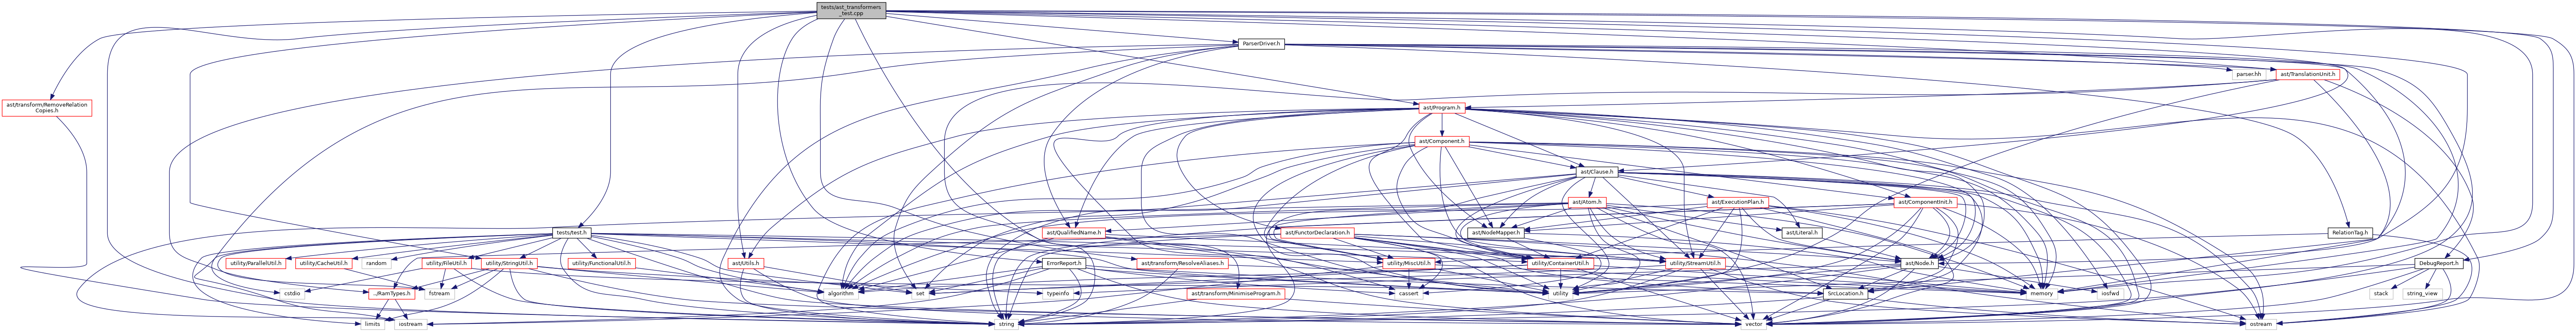 tests/ast_transformers
_test.cpp
ParserDriver.h
parser.hh
ast/TranslationUnit.h
ast/transform/RemoveRelation
Copies.h
ast/Program.h
ast/Component.h
ast/Clause.h
ast/Atom.h
ast/ExecutionPlan.h
ast/ComponentInit.h
tests/test.h
ast/QualifiedName.h
ast/FunctorDeclaration.h
ast/NodeMapper.h
ast/Literal.h
RelationTag.h
utility/ParallelUtil.h
utility/CacheUtil.h
random
utility/FileUtil.h
utility/StringUtil.h
utility/FunctionalUtil.h
ast/Utils.h
ErrorReport.h
ast/transform/ResolveAliases.h
utility/MiscUtil.h
utility/ContainerUtil.h
utility/StreamUtil.h
ast/Node.h
DebugReport.h
cstdio
../RamTypes.h
fstream
algorithm
set
typeinfo
ast/transform/MinimiseProgram.h
cassert
utility
SrcLocation.h
memory
iosfwd
stack
string_view
limits
iostream
string
vector
ostream